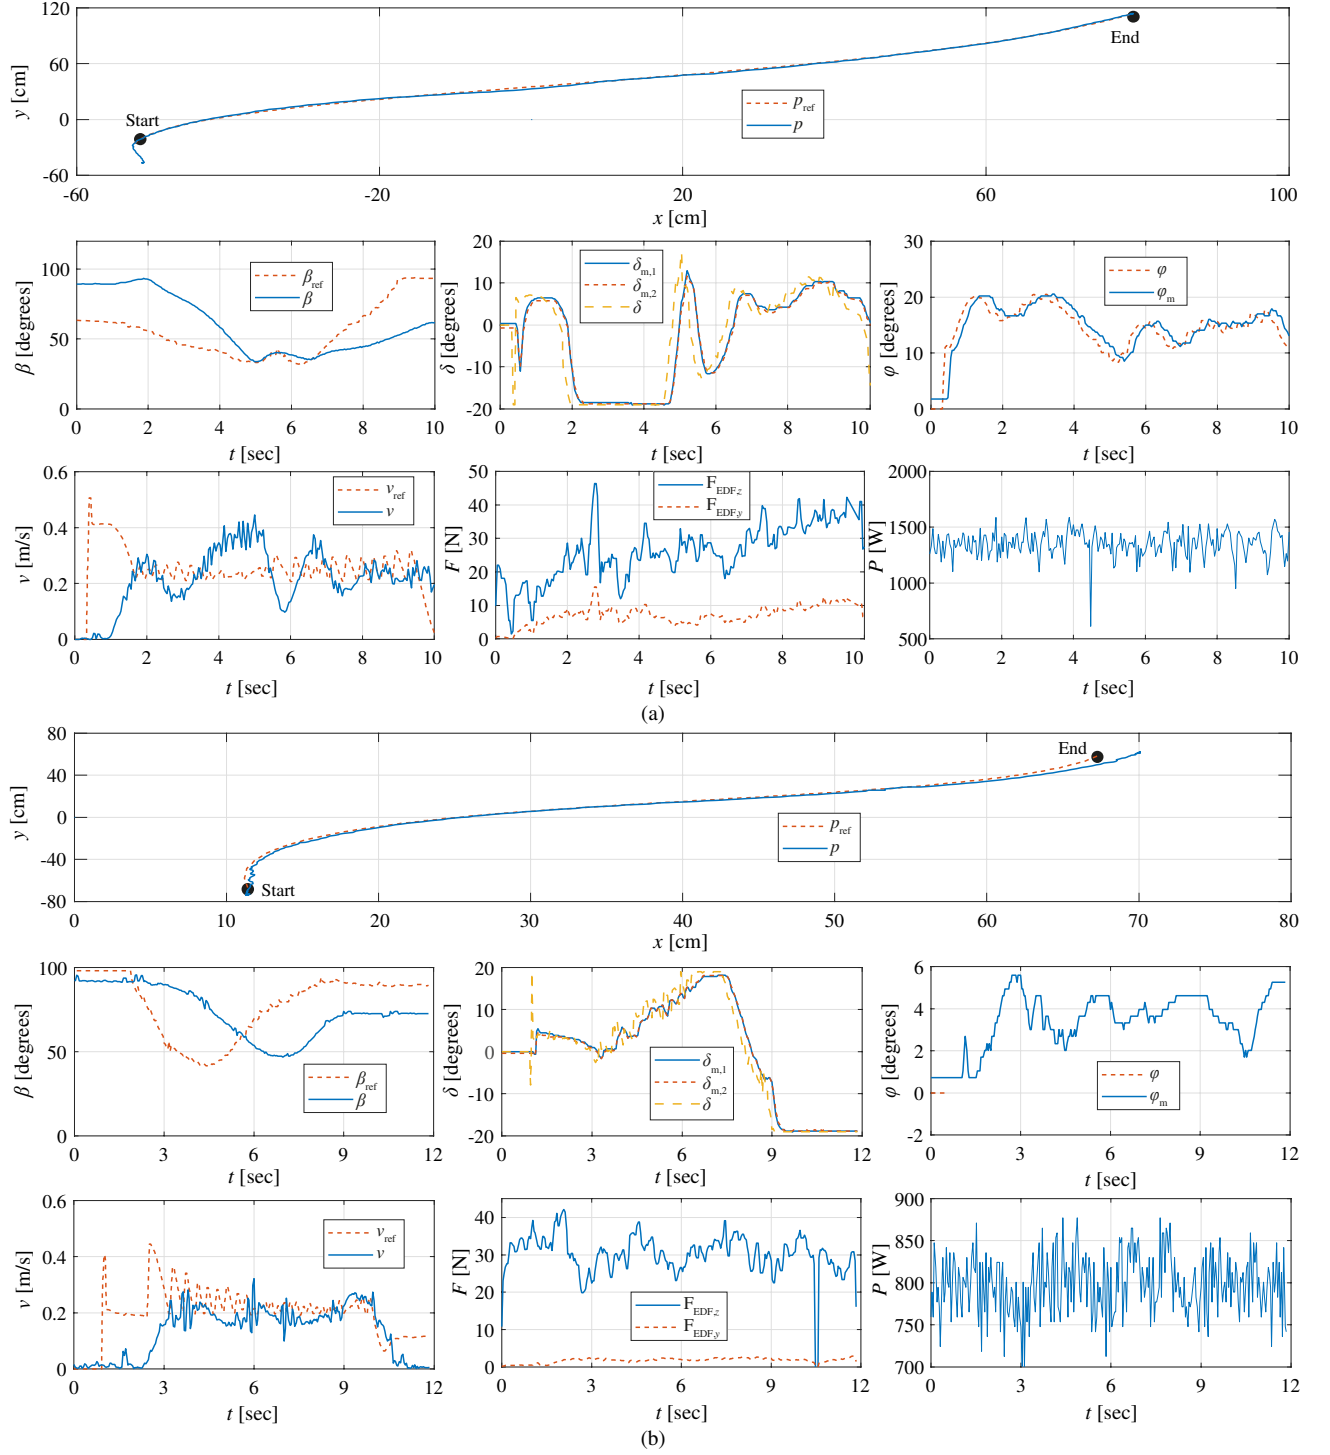 120
60
0
-60
y [cm]
Start
End
p_ref
p
-60
-20
20
60
100
x [cm]
100
50
0
β [degrees]
β_ref
β
0 2 4 6 8 10
t [sec]
20
10
0
-10
-20
δ [degrees]
δ_m,1
δ_m,2
δ
0 2 4 6 8 10
t [sec]
30
20
10
0
φ [degrees]
φ
φ_m
0 2 4 6 8 10
t [sec]
0.6
0.4
0.2
0
v [m/s]
v_ref
v
0 2 4 6 8 10
t [sec]
50
40
30
20
10
0
F [N]
F_EDF,z
F_EDF,y
0 2 4 6 8 10
t [sec]
2000
1500
1000
500
P [W]
0 2 4 6 8 10
t [sec]
(a)
80
40
0
-40
-80
y [cm]
Start
End
p_ref
p
0 10 20 30 40 50 60 70 80
x [cm]
100
50
0
β [degrees]
β_ref
β
0 3 6 9 12
t [sec]
20
10
0
-10
-20
δ [degrees]
δ_m,1
δ_m,2
δ
0 3 6 9 12
t [sec]
6
4
2
0
-2
φ [degrees]
φ
φ_m
0 3 6 9 12
t [sec]
0.6
0.4
0.2
0
v [m/s]
v_ref
v
0 3 6 9 12
t [sec]
40
30
20
10
0
F [N]
F_EDF,z
F_EDF,y
0 3 6 9 12
t [sec]
900
850
800
750
700
P [W]
0 3 6 9 12
t [sec]
(b)